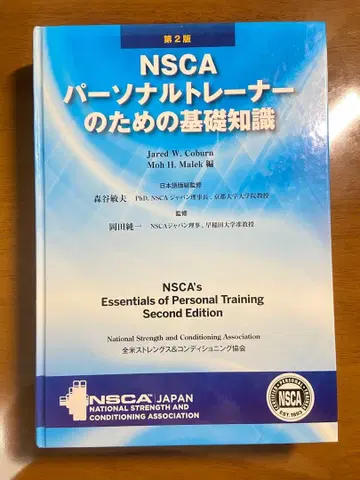 第2版
NSCA
パーソナルトレーナー
のための基礎知識
Jared W. Coburn
Moh H. Malek 編
日本語版総監修
森谷敏夫 PhD, NSCAジャパン理事長、京都大学大学院教授
監修
岡田純一 NSCAジャパン理事、早稲田大学准教授
NSCA's
Essentials of Personal Training
Second Edition
National Strength and Conditioning Association
全米ストレングス&コンディショニング協会
NSCA JAPAN
NATIONAL STRENGTH AND
CONDITIONING ASSOCIATION
CERTIFIED PERSONAL TRAINER
NSCA
EST. 1993